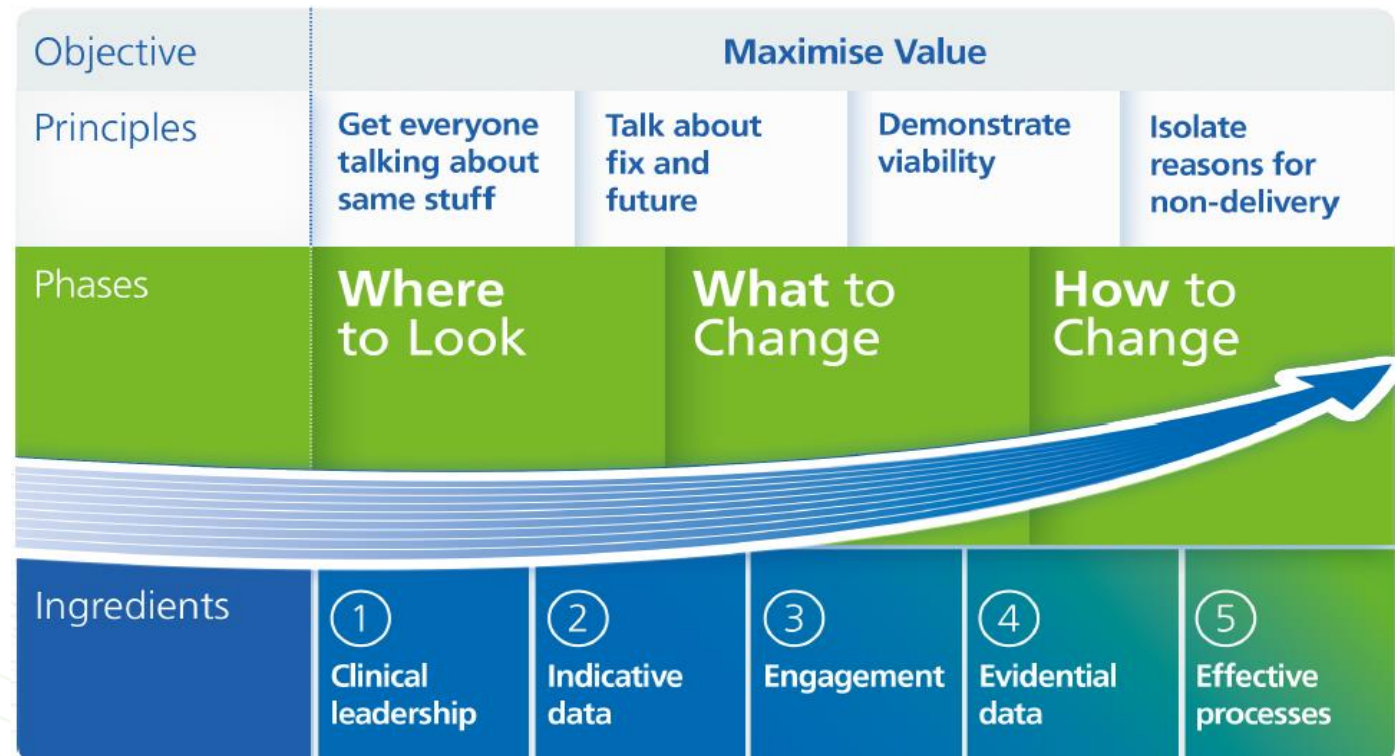 Objective
Maximise Value
Principles
Get everyone
talking about
same stuff
Talk about
fix and
future
Demonstrate
viability
Isolate
reasons for
non-delivery
Phases
Where
to Look
What to
Change
How to
Change
Ingredients
1
Clinical
leadership
2
Indicative
data
3
Engagement
4
Evidential
data
5
Effective
processes